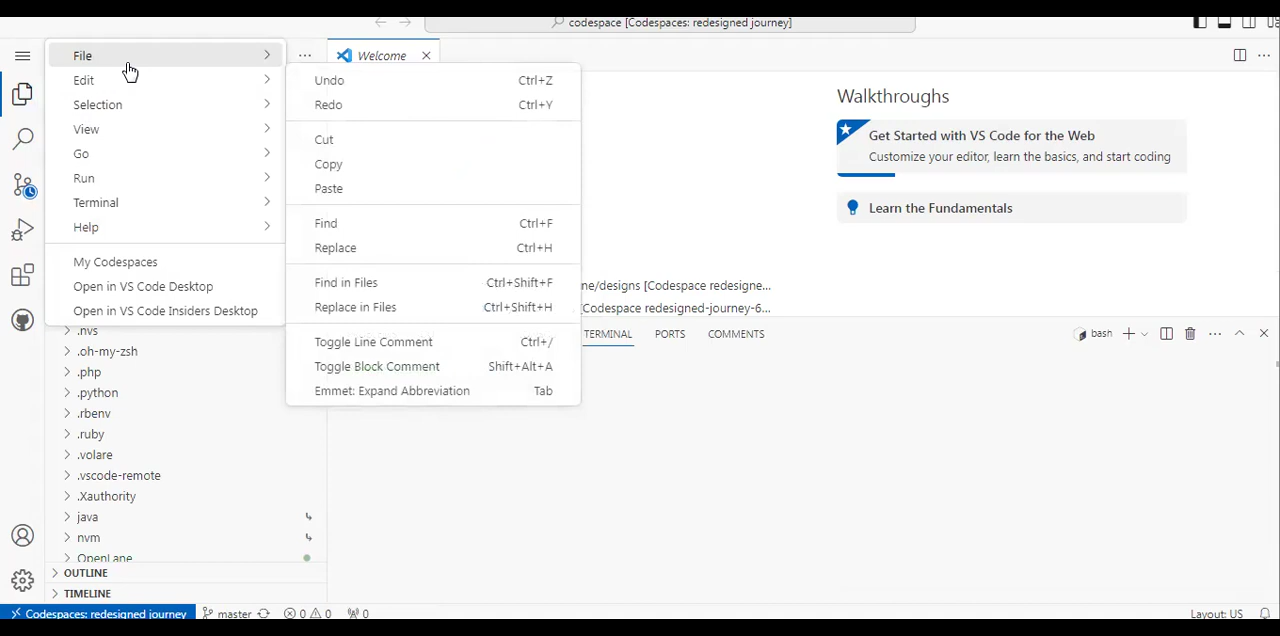 codespace [Codespaces: redesigned journey]
File
Edit
Selection
View
Go
Run
Terminal
Help
My Codespaces
Open in VS Code Desktop
Open in VS Code Insiders Desktop
Undo Ctrl+Z
Redo Ctrl+Y
Cut
Copy
Paste
Find Ctrl+F
Replace Ctrl+H
Find in Files Ctrl+Shift+F
Replace in Files Ctrl+Shift+H
Toggle Line Comment Ctrl+/
Toggle Block Comment Shift+Alt+A
Emmet: Expand Abbreviation Tab
Welcome
Walkthroughs
Get Started with VS Code for the Web
Customize your editor, learn the basics, and start coding
Learn the Fundamentals
ne/designs [Codespace redesigne...
[Codespace redesigned-journey-6...
TERMINAL PORTS COMMENTS
bash
.nvs
.oh-my-zsh
.php
.python
.rbenv
.ruby
.volare
.vscode-remote
.Xauthority
java
nvm
OpenLane
OUTLINE
TIMELINE
Codespaces: redesigned journey master 0 0 0 Layout: US